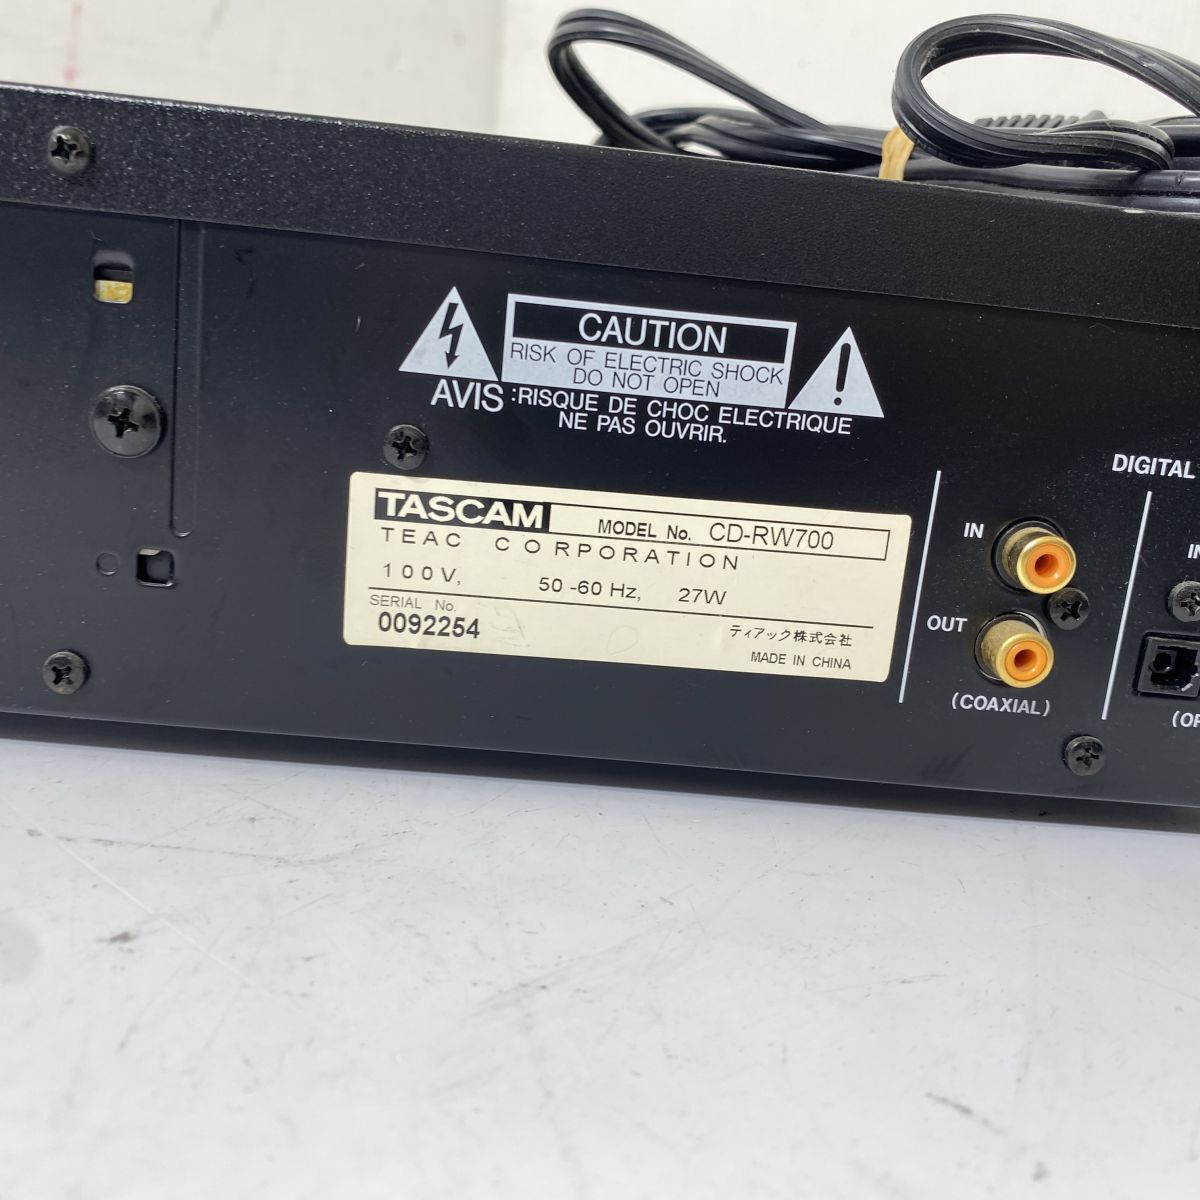 CAUTION
RISK OF ELECTRIC SHOCK
DO NOT OPEN
AVIS :RISQUE DE CHOC ELECTRIQUE
NE PAS OUVRIR.
TASCAM MODEL No. CD-RW700
TEAC CORPORATION
100V, 50 -60 Hz, 27W
SERIAL No.
0092254
ティアック株式会社
MADE IN CHINA
DIGITAL
IN
OUT
(COAXIAL)